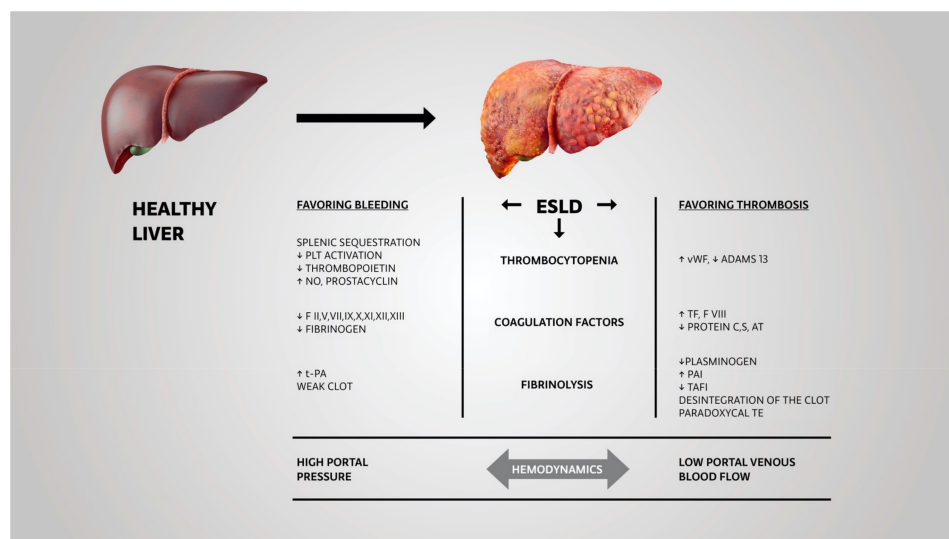 HEALTHY
LIVER
FAVORING BLEEDING
← ESLD →
↓
FAVORING THROMBOSIS
SPLENIC SEQUESTRATION
↓ PLT ACTIVATION
↓ THROMBOPOIETIN
↑ NO, PROSTACYCLIN
THROMBOCYTOPENIA
↑ vWF, ↓ ADAMS 13
↓ F II,V,VII,IX,X,XI,XII,XIII
↓ FIBRINOGEN
COAGULATION FACTORS
↑ TF, F VIII
↓ PROTEIN C,S, AT
↑ t-PA
WEAK CLOT
FIBRINOLYSIS
↓PLASMINOGEN
↑ PAI
↓ TAFI
DESINTEGRATION OF THE CLOT
PARADOXYCAL TE
HIGH PORTAL
PRESSURE
HEMODYNAMICS
LOW PORTAL VENOUS
BLOOD FLOW